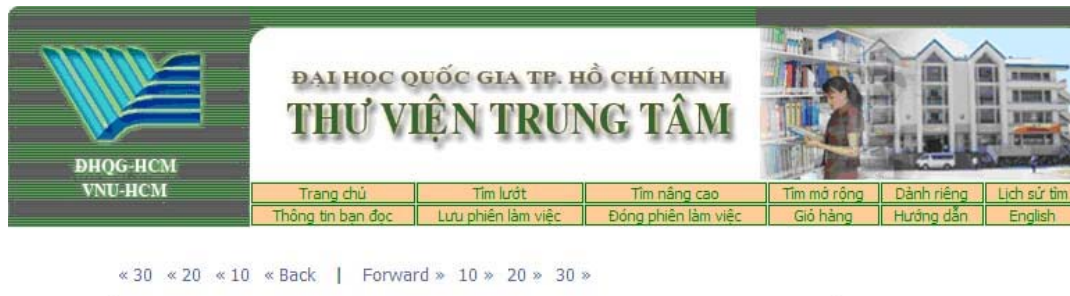 ĐẠI HỌC QUỐC GIA TP. HỒ CHÍ MINH
THƯ VIỆN TRUNG TÂM
ĐHQG-HCM
VNU-HCM
Trang chủ Tìm lướt Tìm nâng cao Tìm mở rộng Dành riêng Lịch sử tìm
Thông tin bạn đọc Lưu phiên làm việc Đóng phiên làm việc Giỏ hàng Hướng dẫn English
« 30 « 20 « 10 « Back | Forward » 10 » 20 » 30 »